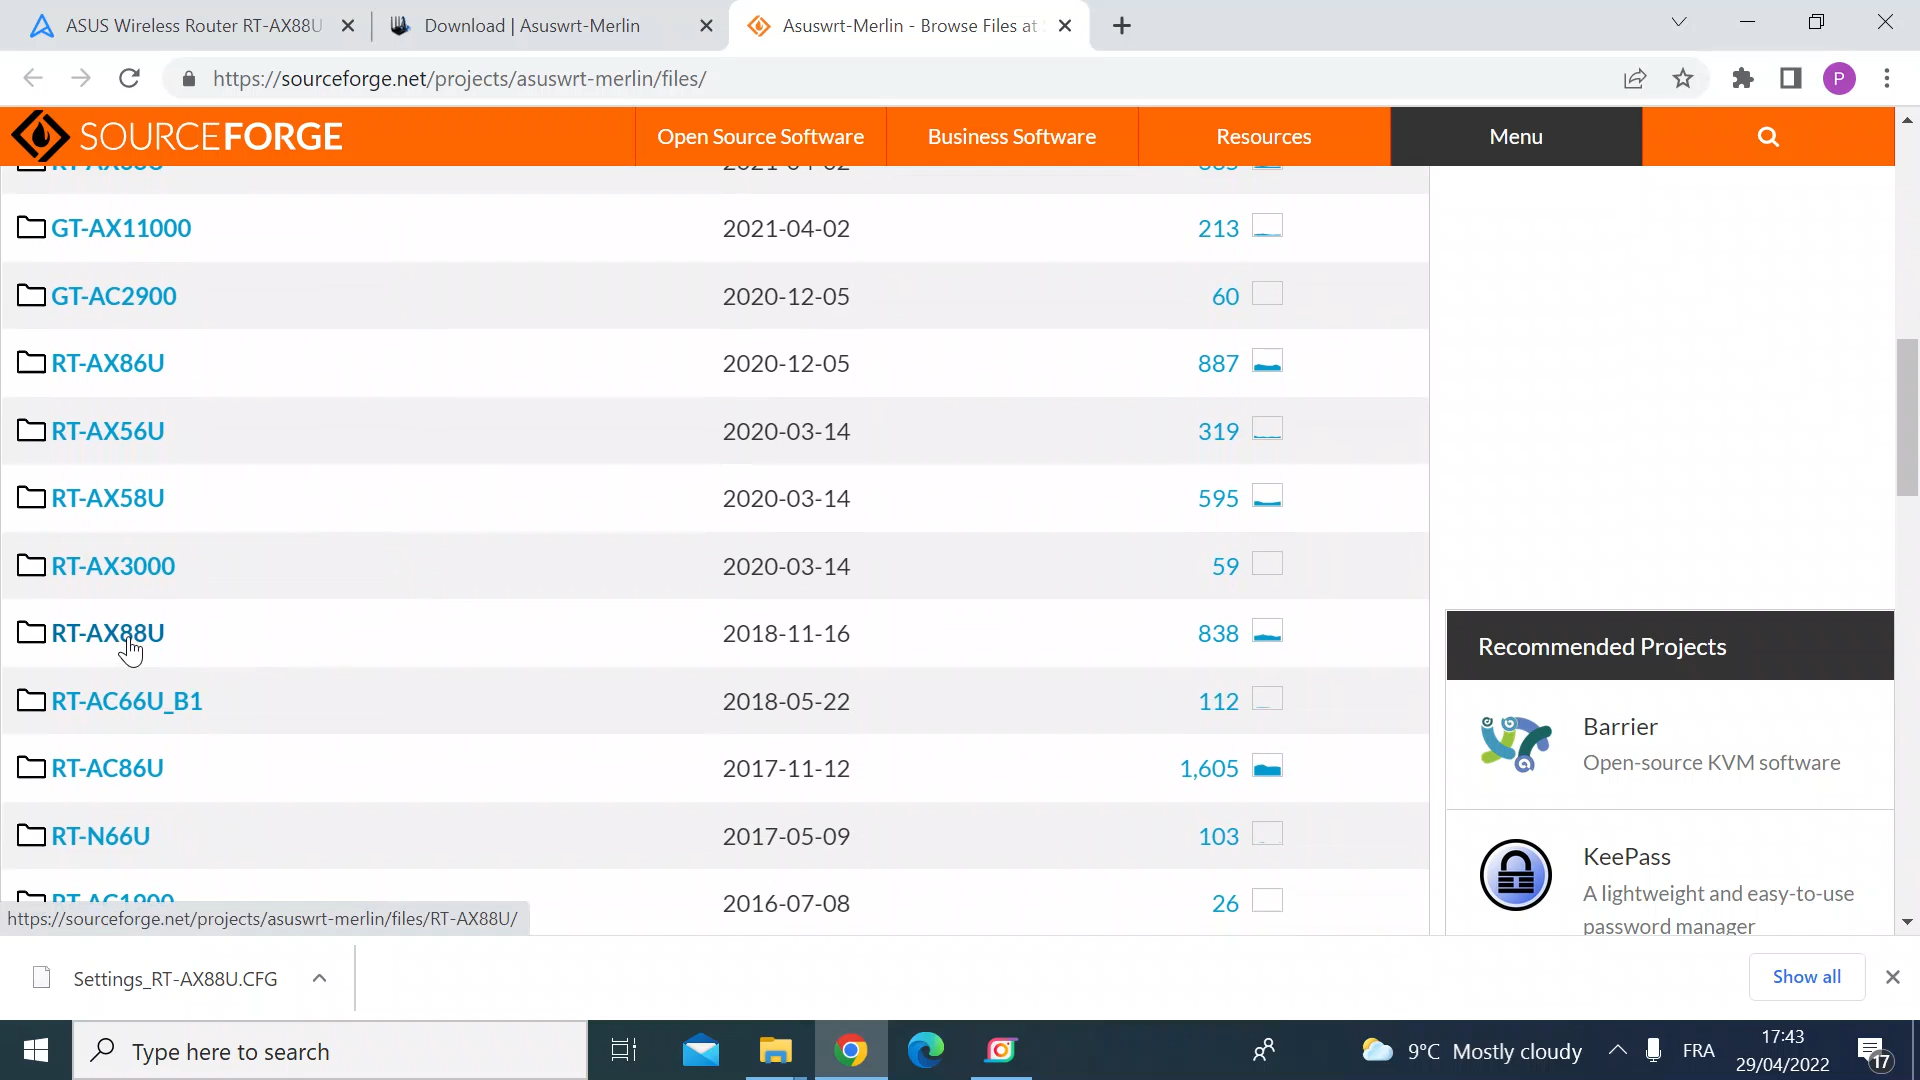 ASUS Wireless Router RT-AX88U
Download | Asuswrt-Merlin
Asuswrt-Merlin - Browse Files at
https://sourceforge.net/projects/asuswrt-merlin/files/
P
SOURCEFORGE
Open Source Software
Business Software
Resources
Menu
2021-04-02
GT-AX11000 2021-04-02 213
GT-AC2900 2020-12-05 60
RT-AX86U 2020-12-05 887
RT-AX56U 2020-03-14 319
RT-AX58U 2020-03-14 595
RT-AX3000 2020-03-14 59
RT-AX88U 2018-11-16 838
RT-AC66U_B1 2018-05-22 112
RT-AC86U 2017-11-12 1,605
RT-N66U 2017-05-09 103
RT-AC1900 2016-07-08 26
Recommended Projects
Barrier
Open-source KVM software
KeePass
A lightweight and easy-to-use
password manager
https://sourceforge.net/projects/asuswrt-merlin/files/RT-AX88U/
Settings_RT-AX88U.CFG
Show all
Type here to search
9°C Mostly cloudy
FRA
17:43
29/04/2022
17